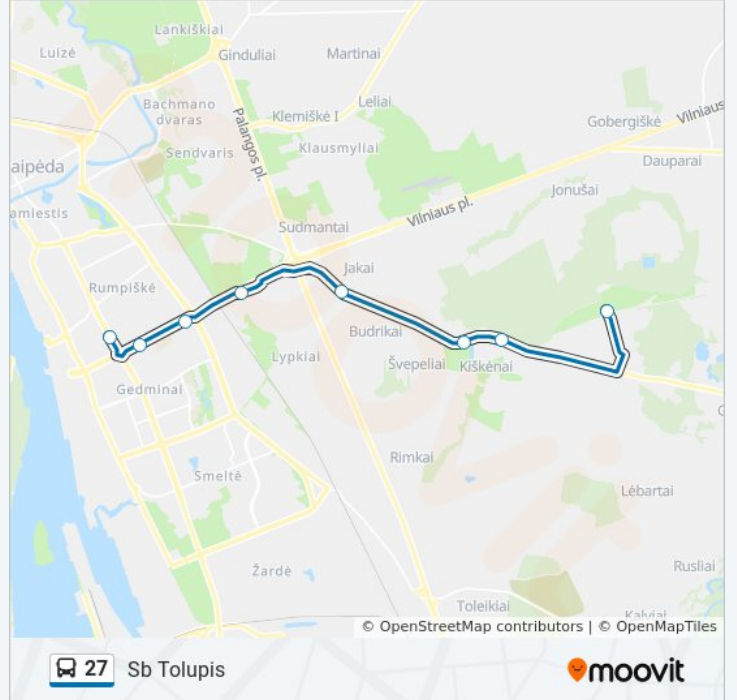 Lankiškiai
Luizė
Ginduliai
Martinai
Leliai
Bachmano
dvaras
Klemiškė I
Vilniaus
Gobergiškė
Palangos pl.
Sendvaris
Klausmyliai
Dauparai
aipėda
Jonušai
amiestis
Vilniaus pl.
Sudmantai
Jakai
Rumpiškė
Budrikai
Lypkiai
Švepeliai
Kiškėnai
Gedminai
Rimkai
Smeltė
Lėbartai
Žardė
Rusliai
Toleikiai
Kalviai
© OpenStreetMap contributors | © OpenMapTiles
27 Sb Tolupis
moovit